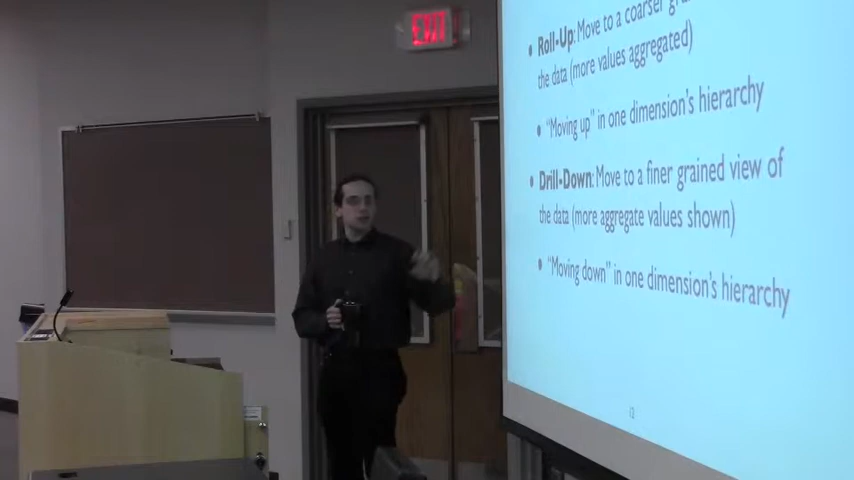 EXIT
• Roll-Up: Move to a coarser
the data (more values aggregated)
• "Moving up" in one dimension's hierarchy
• Drill-Down: Move to a finer grained view of
the data (more aggregate values shown)
• "Moving down" in one dimension's hierarchy
12